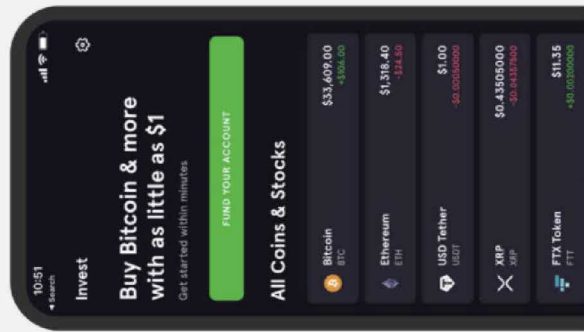 10:51
Search
Invest
Buy Bitcoin & more
with as little as $1
Get started within minutes
FUND YOUR ACCOUNT
All Coins & Stocks
Bitcoin $33,609.00
BTC +$106.00
Ethereum $1,318.40
ETH -$24.50
USD Tether $1.00
USDT -$0.00050000
XRP $0.43505000
XRP -$0.04357500
FTX Token $11.35
FTT +$0.00200000